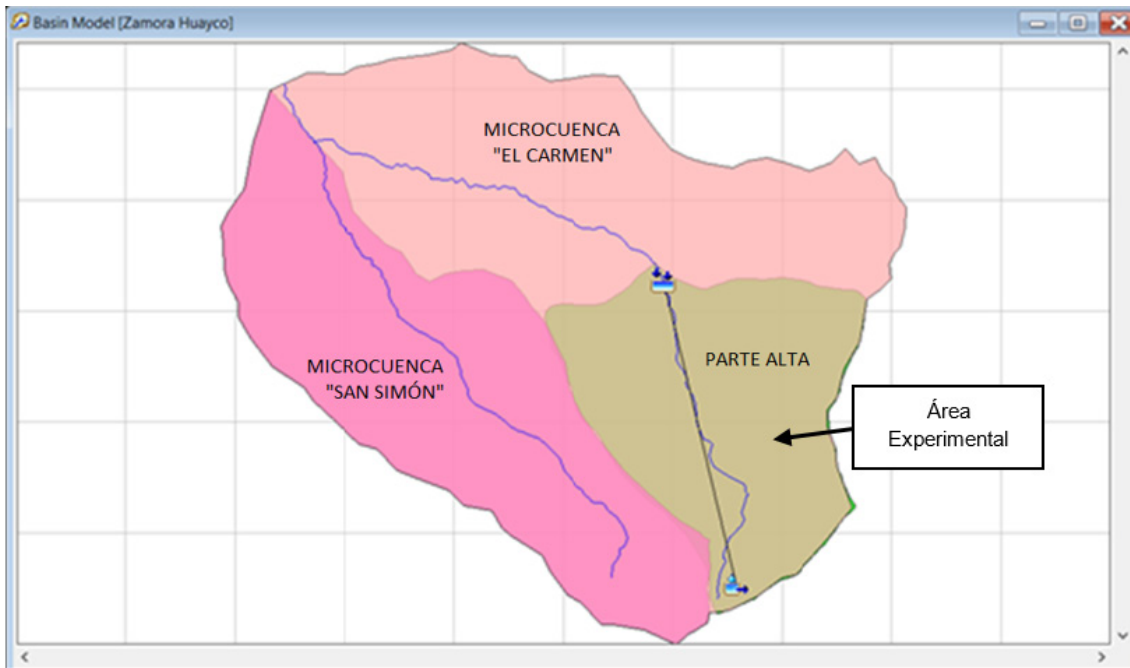 Basin Model [Zamora Huayco]
MICROCUENCA
"EL CARMEN"
MICROCUENCA
"SAN SIMÓN"
PARTE ALTA
Área
Experimental